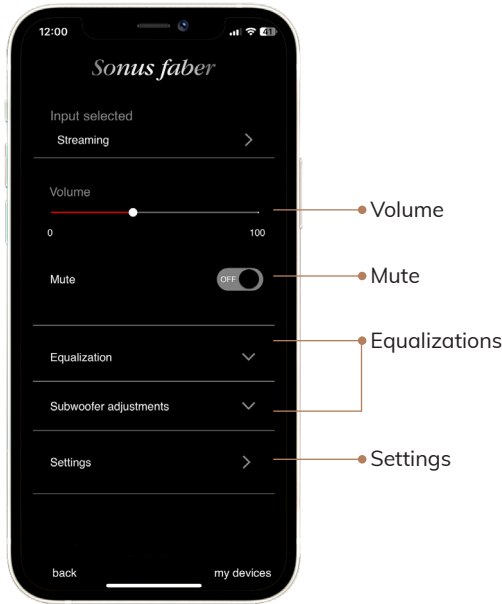 12:00
41
Sonus faber
Input selected
Streaming
Volume
0
100
Volume
Mute
OFF
Mute
Equalizations
Equalization
Subwoofer adjustments
Settings
Settings
back
my devices